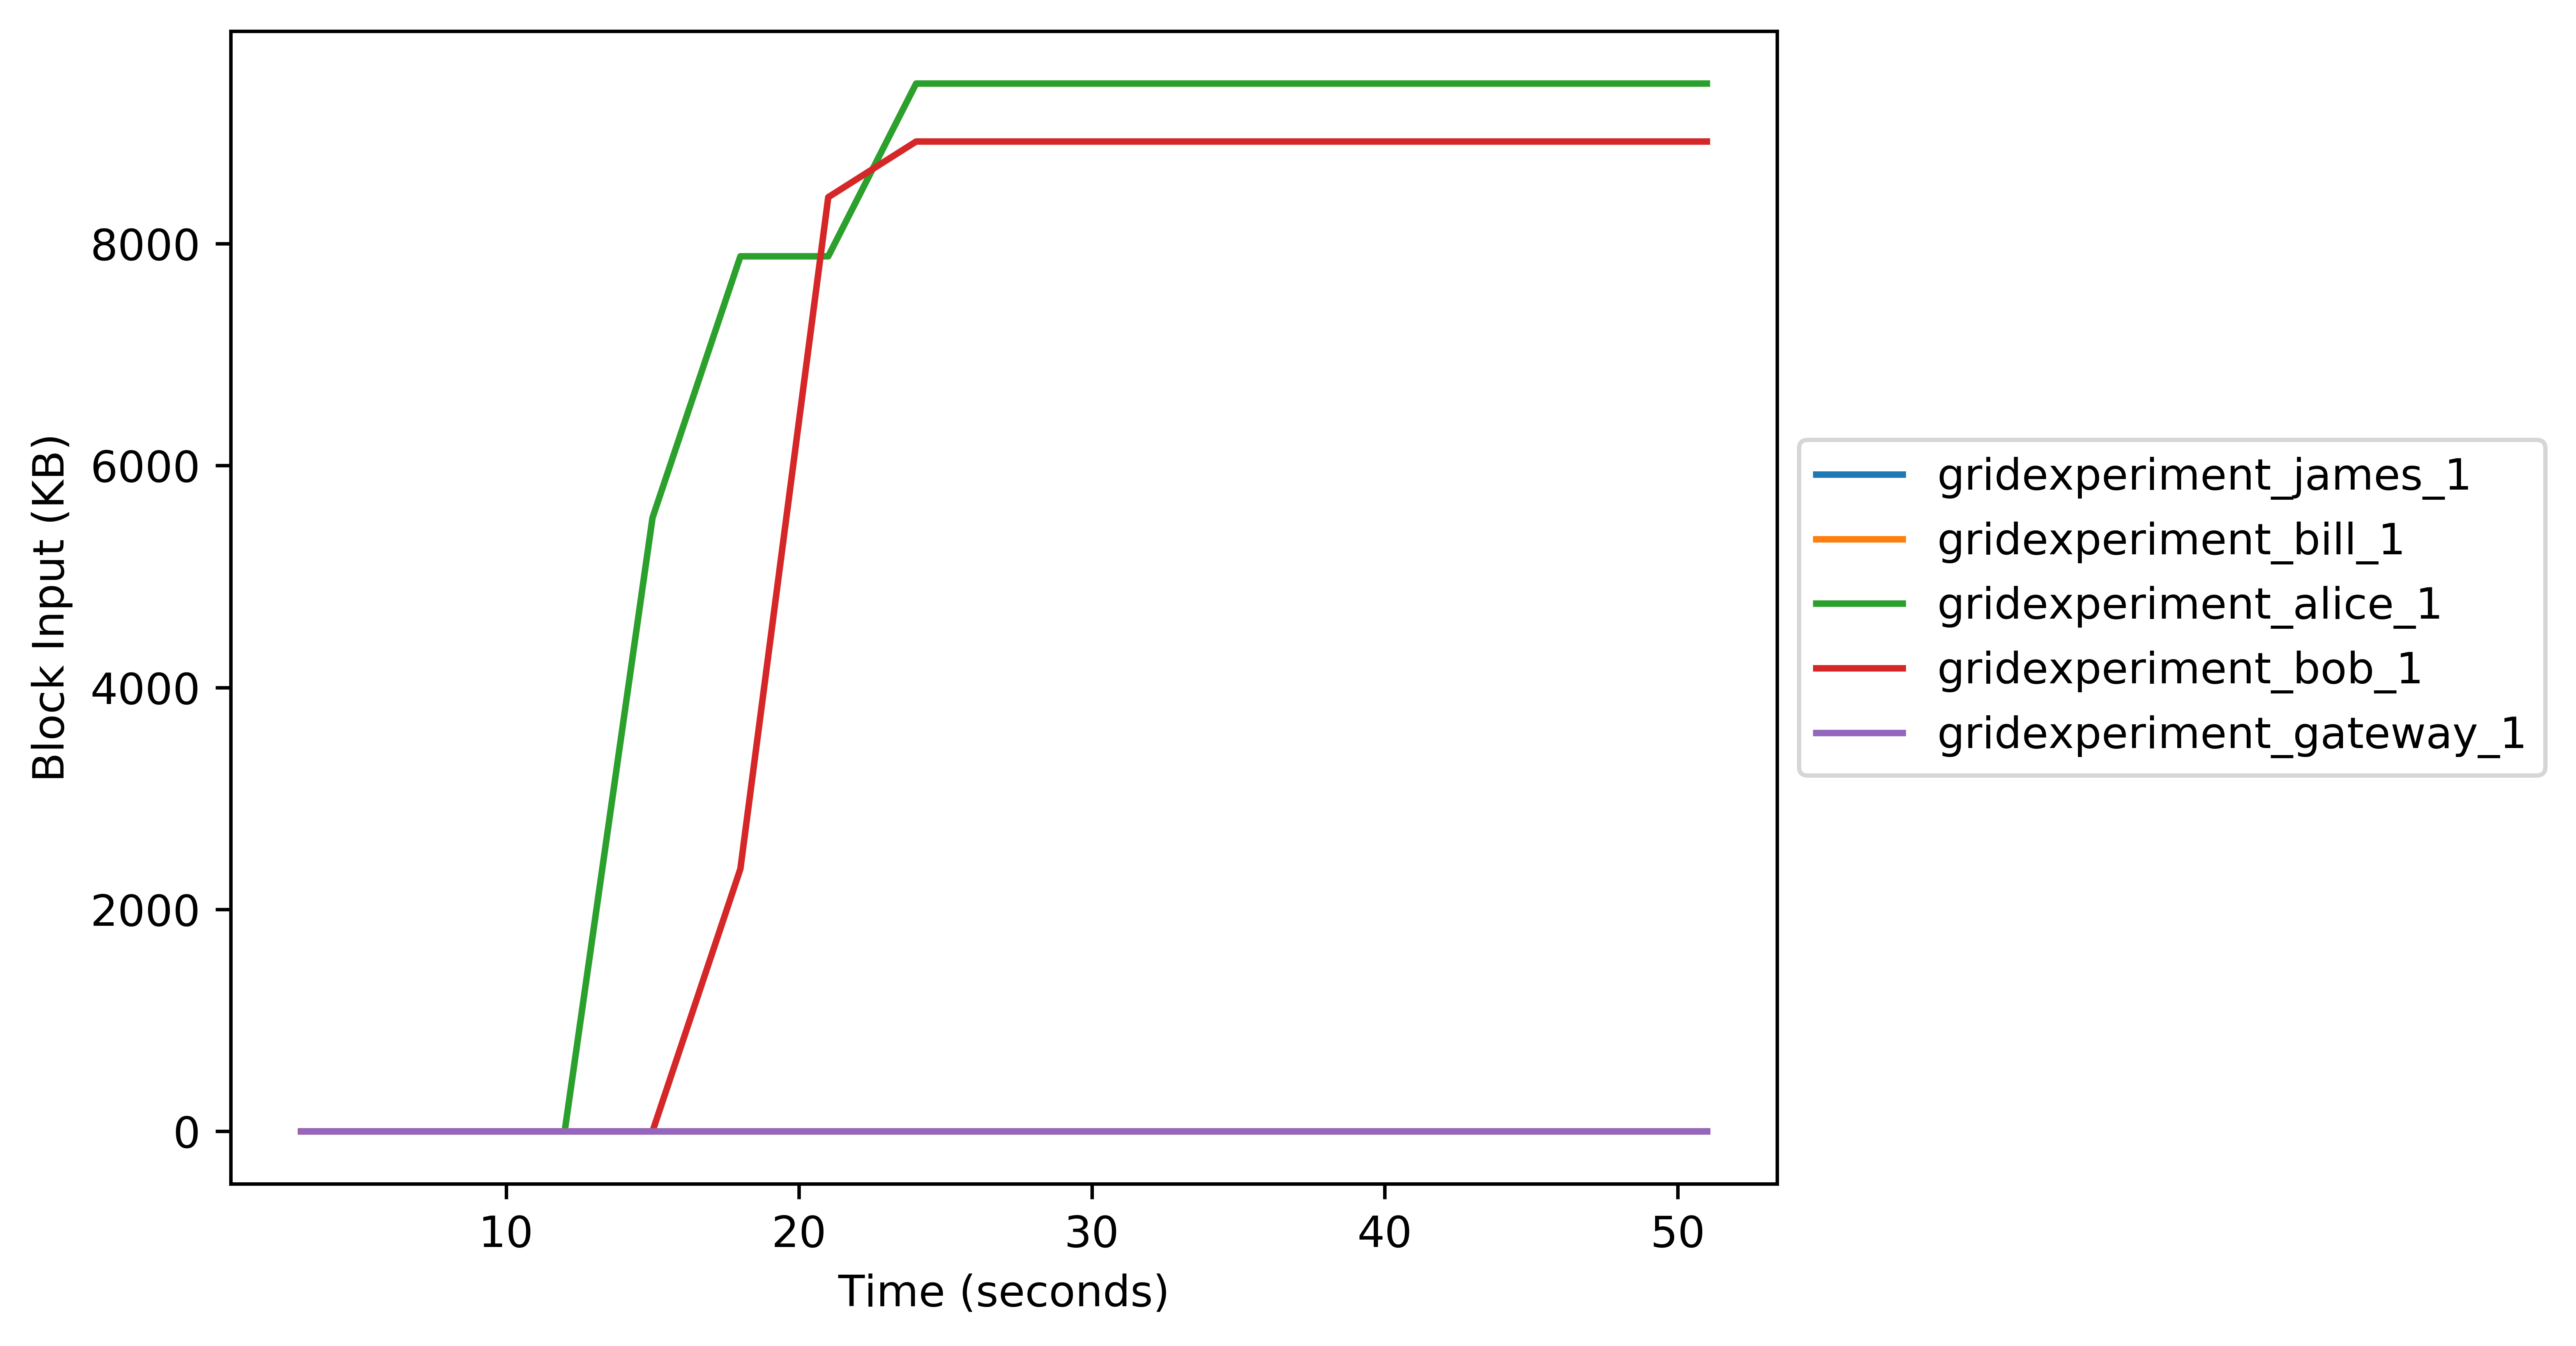 8000
6000
4000
2000
0
Block Input (KB)
10 20 30 40 50
Time (seconds)
gridexperiment_james_1
gridexperiment_bill_1
gridexperiment_alice_1
gridexperiment_bob_1
gridexperiment_gateway_1